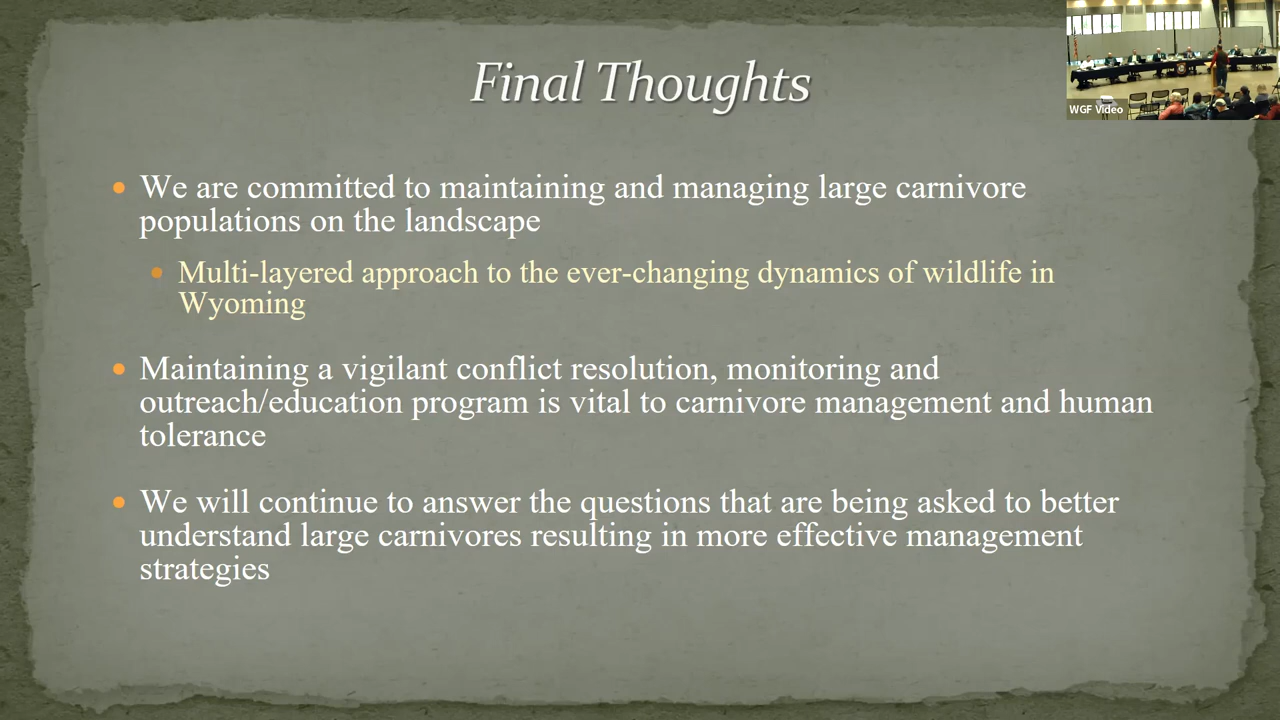 Final Thoughts
WGF Video
• We are committed to maintaining and managing large carnivore
populations on the landscape
• Multi-layered approach to the ever-changing dynamics of wildlife in
Wyoming
• Maintaining a vigilant conflict resolution, monitoring and
outreach/education program is vital to carnivore management and human
tolerance
• We will continue to answer the questions that are being asked to better
understand large carnivores resulting in more effective management
strategies